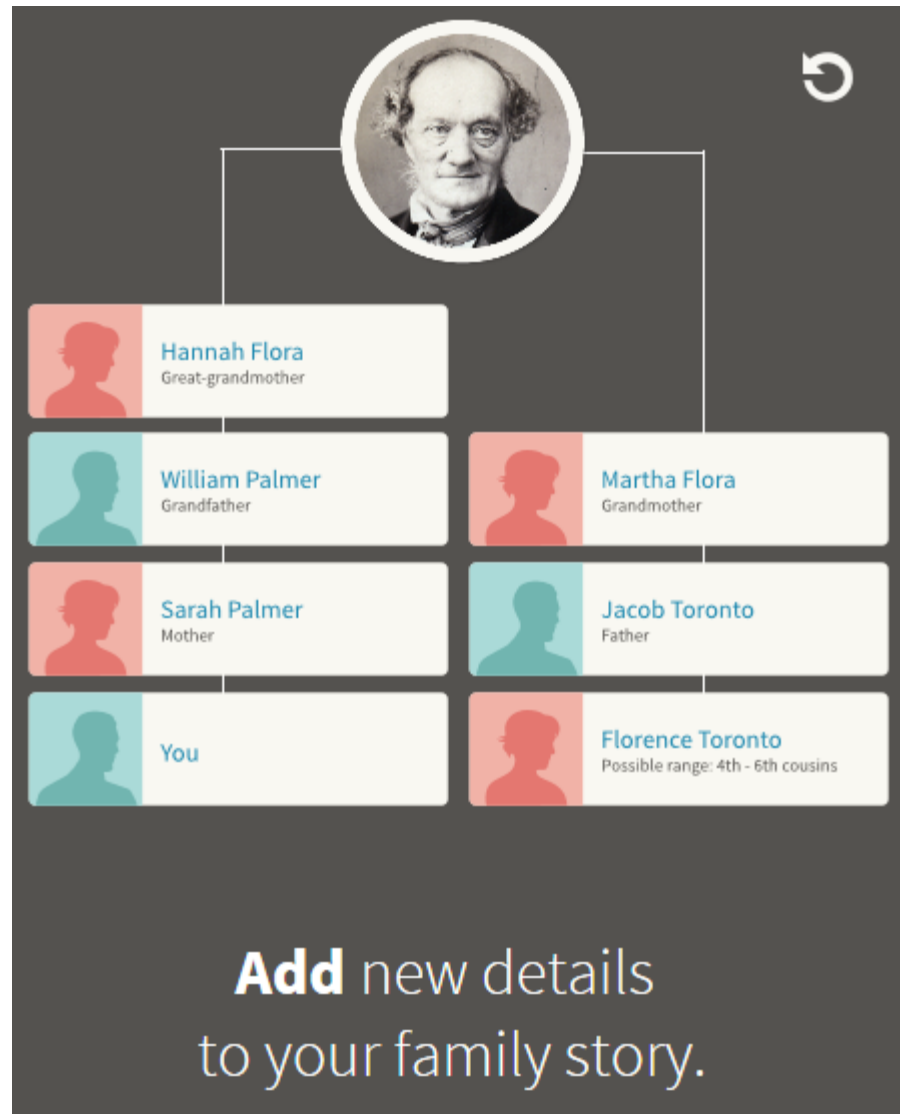 Hannah Flora
Great-grandmother
William Palmer
Grandfather
Sarah Palmer
Mother
You
Martha Flora
Grandmother
Jacob Toronto
Father
Florence Toronto
Possible range: 4th - 6th cousins
Add new details
to your family story.